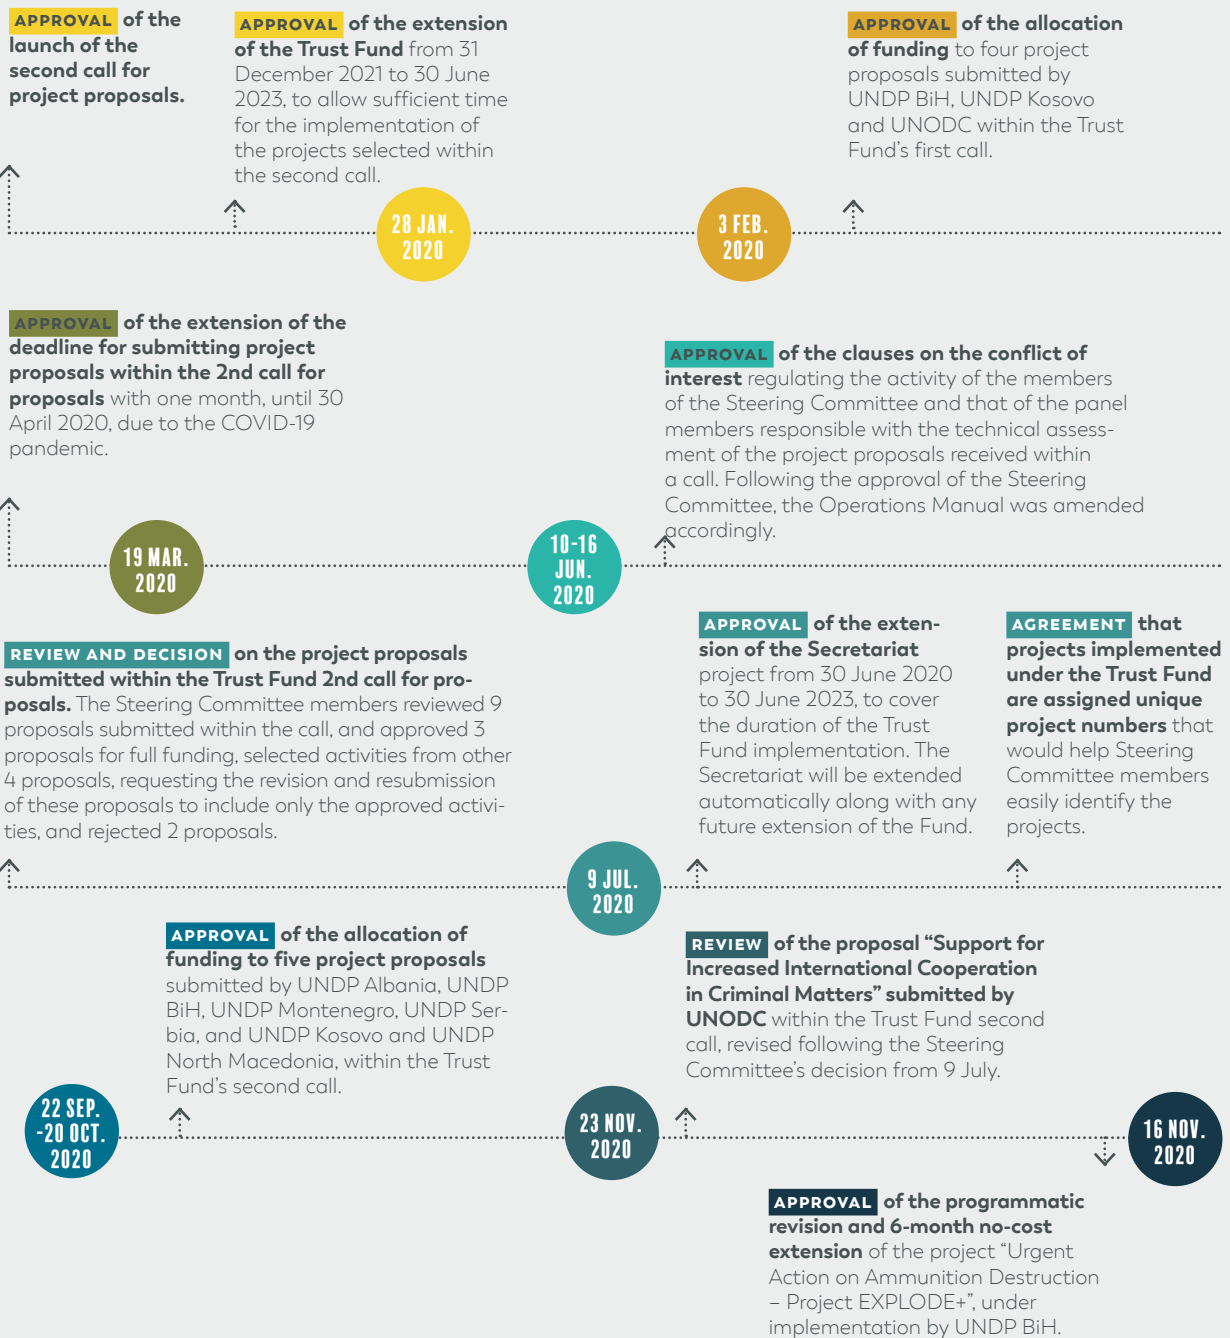 APPROVAL of the
launch of the
second call for
project proposals.
APPROVAL of the extension
of the Trust Fund from 31
December 2021 to 30 June
2023, to allow sufficient time
for the implementation of
the projects selected within
the second call.
28 JAN.
2020
3 FEB.
2020
APPROVAL of the allocation
of funding to four project
proposals submitted by
UNDP BiH, UNDP Kosovo
and UNODC within the Trust
Fund's first call.
APPROVAL of the extension of the
deadline for submitting project
proposals within the 2nd call for
proposals with one month, until 30
April 2020, due to the COVID-19
pandemic.
19 MAR.
2020
10-16
JUN.
2020
APPROVAL of the clauses on the conflict of
interest regulating the activity of the members
of the Steering Committee and that of the panel
members responsible with the technical assess-
ment of the project proposals received within
a call. Following the approval of the Steering
Committee, the Operations Manual was amended
accordingly.
REVIEW AND DECISION on the project proposals
submitted within the Trust Fund 2nd call for pro-
posals. The Steering Committee members reviewed 9
proposals submitted within the call, and approved 3
proposals for full funding, selected activities from other
4 proposals, requesting the revision and resubmission
of these proposals to include only the approved activi-
ties, and rejected 2 proposals.
9 JUL.
2020
APPROVAL of the exten-
sion of the Secretariat
project from 30 June 2020
to 30 June 2023, to cover
the duration of the Trust
Fund implementation. The
Secretariat will be extended
automatically along with any
future extension of the Fund.
AGREEMENT that
projects implemented
under the Trust Fund
are assigned unique
project numbers that
would help Steering
Committee members
easily identify the
projects.
22 SEP.
-20 OCT.
2020
APPROVAL of the allocation of
funding to five project proposals
submitted by UNDP Albania, UNDP
BiH, UNDP Montenegro, UNDP Ser-
bia, and UNDP Kosovo and UNDP
North Macedonia, within the Trust
Fund's second call.
23 NOV.
2020
REVIEW of the proposal “Support for
Increased International Cooperation
in Criminal Matters” submitted by
UNODC within the Trust Fund second
call, revised following the Steering
Committee's decision from 9 July.
16 NOV.
2020
APPROVAL of the programmatic
revision and 6-month no-cost
extension of the project “Urgent
Action on Ammunition Destruction
– Project EXPLODE+”, under
implementation by UNDP BiH.